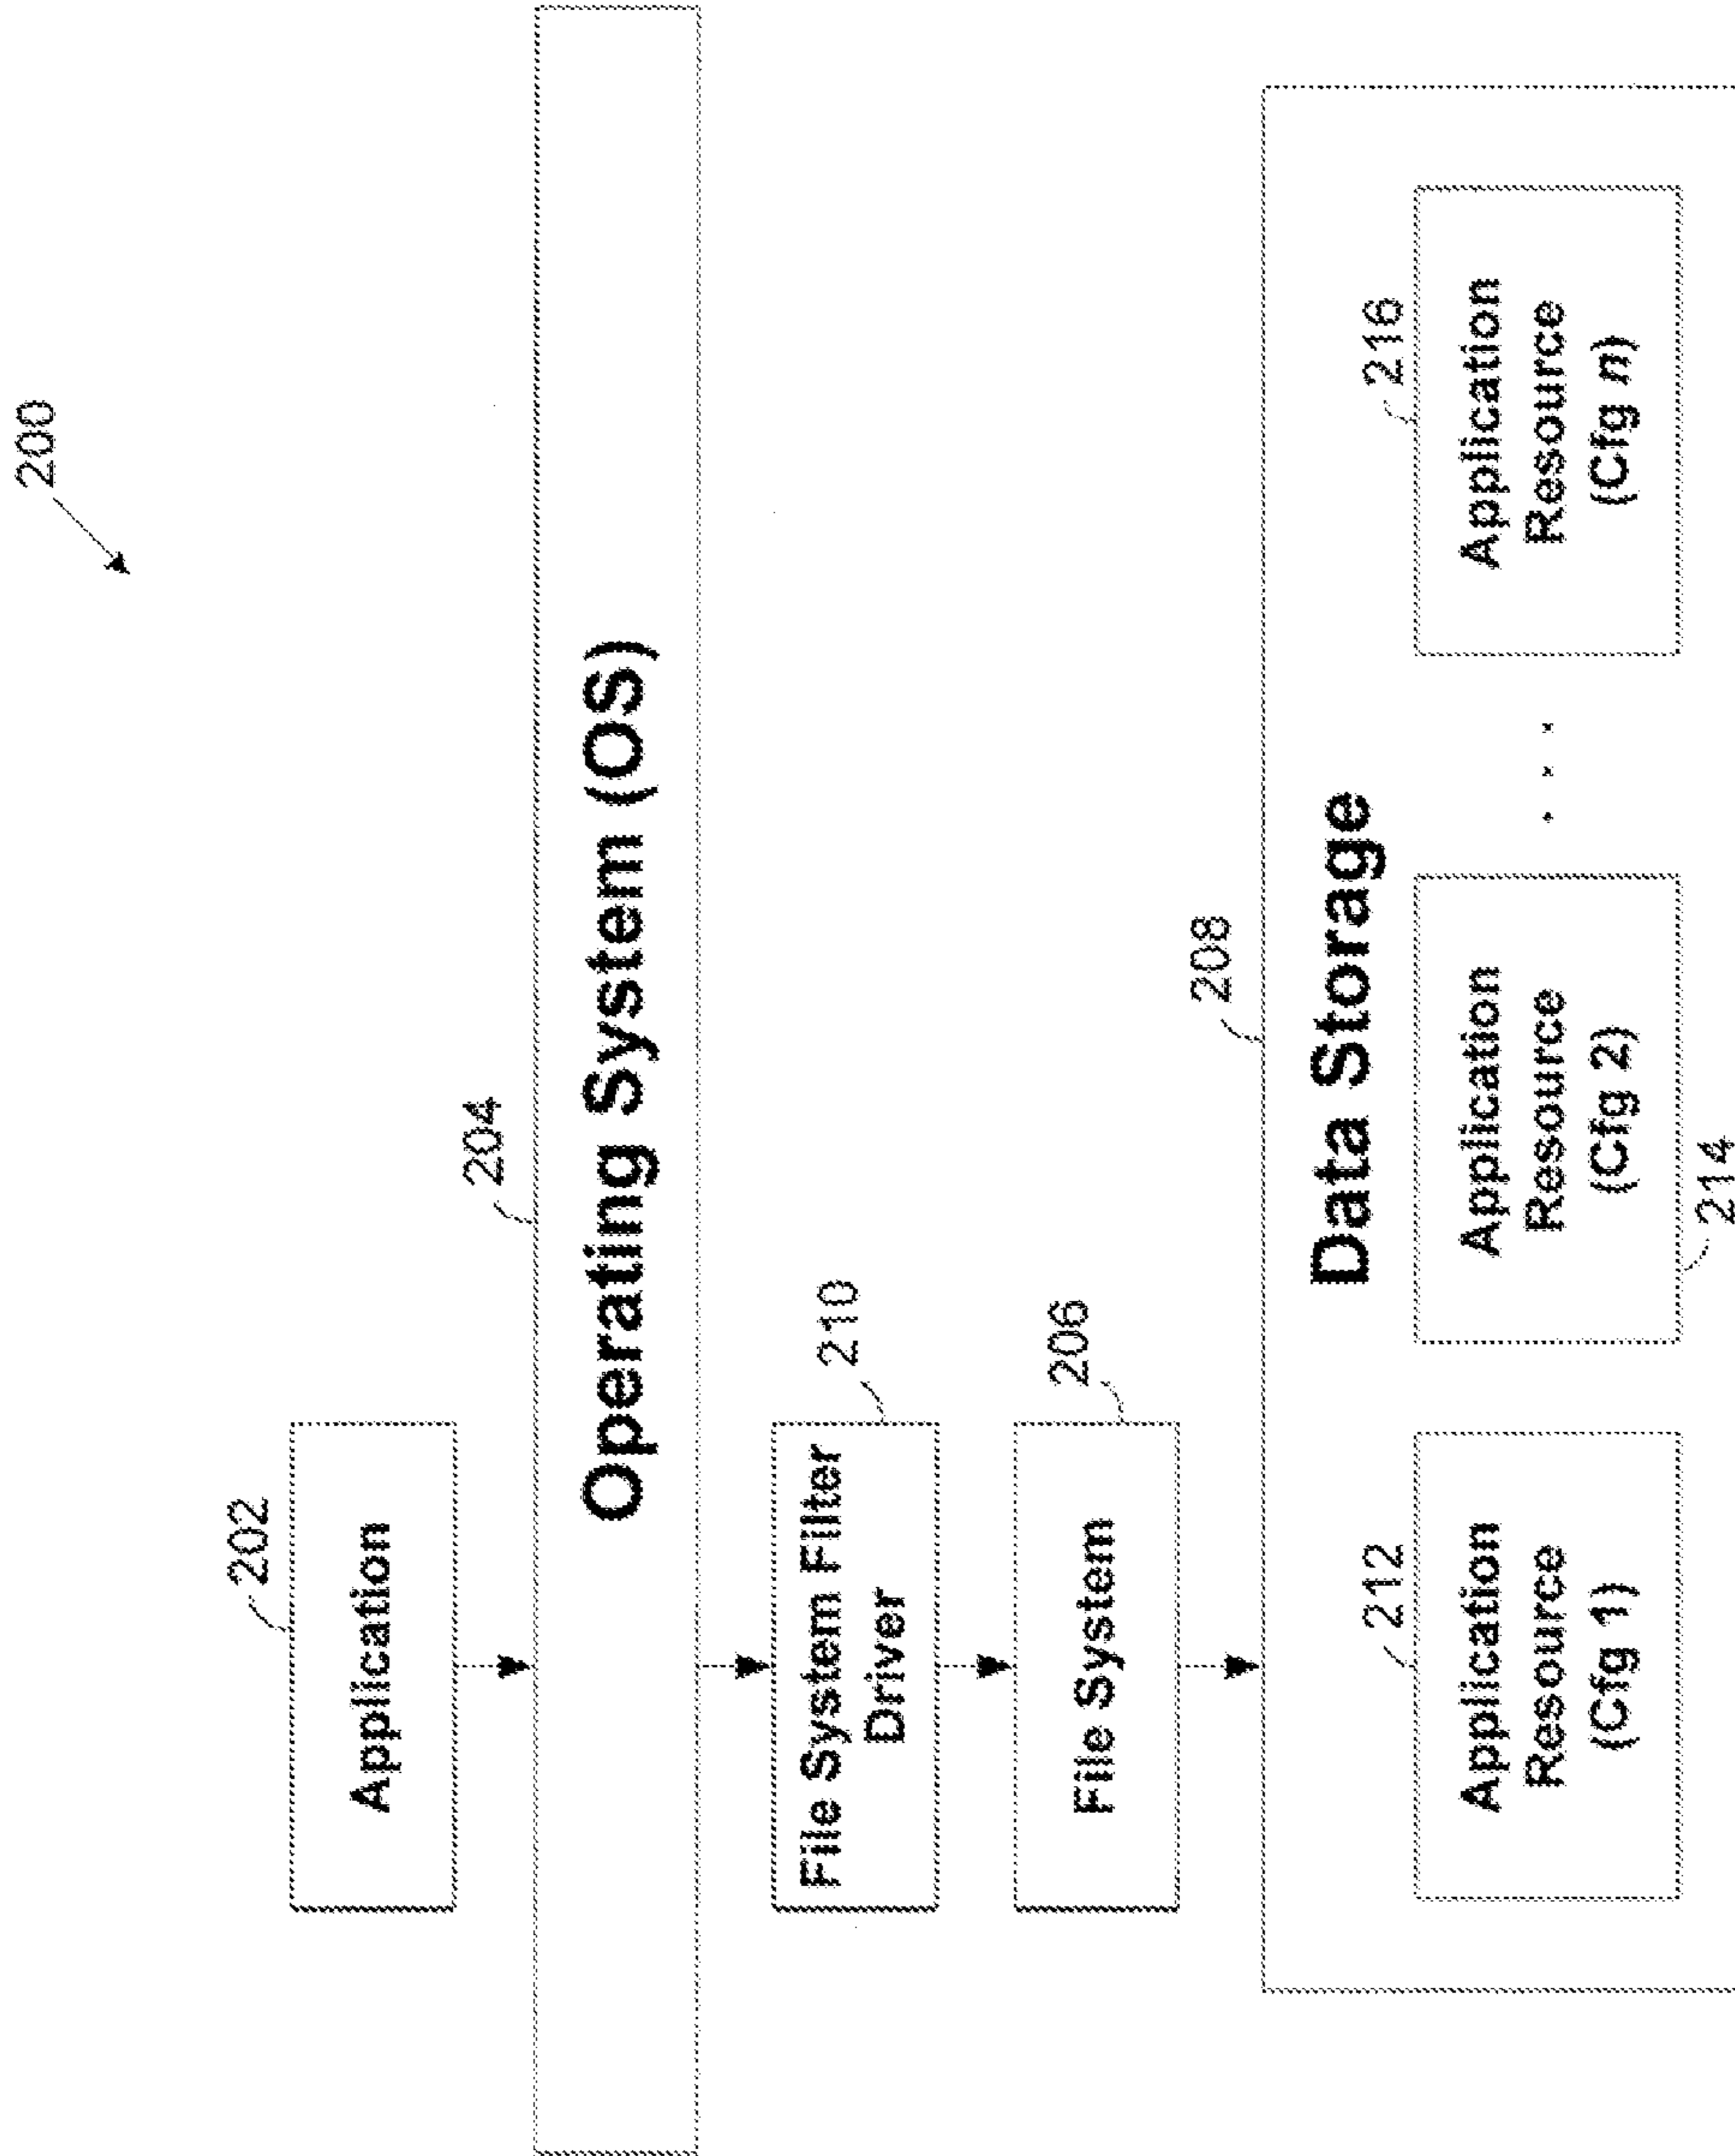 200
202
Application
204
Operating System (OS)
210
File System Filter
Driver
206
File System
208
Data Storage
212
Application
Resource
(Cfg 1)
Application
Resource
(Cfg 2)
214
. . .
216
Application
Resource
(Cfg n)